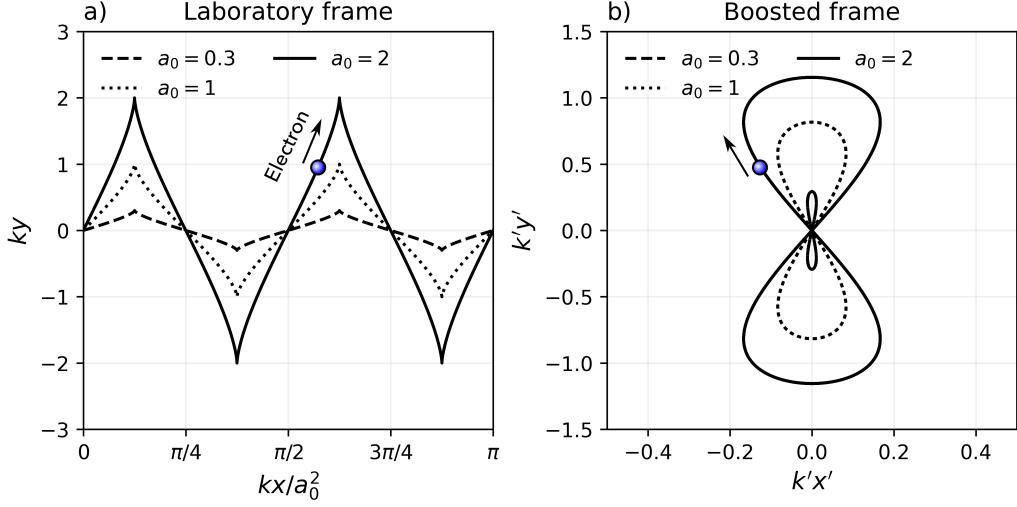 a) Laboratory frame
a₀ = 0.3
a₀ = 1
a₀ = 2
Electron
3
2
1
0
−1
−2
−3
ky
0 π/4 π/2 3π/4 π
kx/a₀²
b) Boosted frame
a₀ = 0.3
a₀ = 1
a₀ = 2
1.5
1.0
0.5
0.0
−0.5
−1.0
−1.5
k′y′
−0.4 −0.2 0.0 0.2 0.4
k′x′